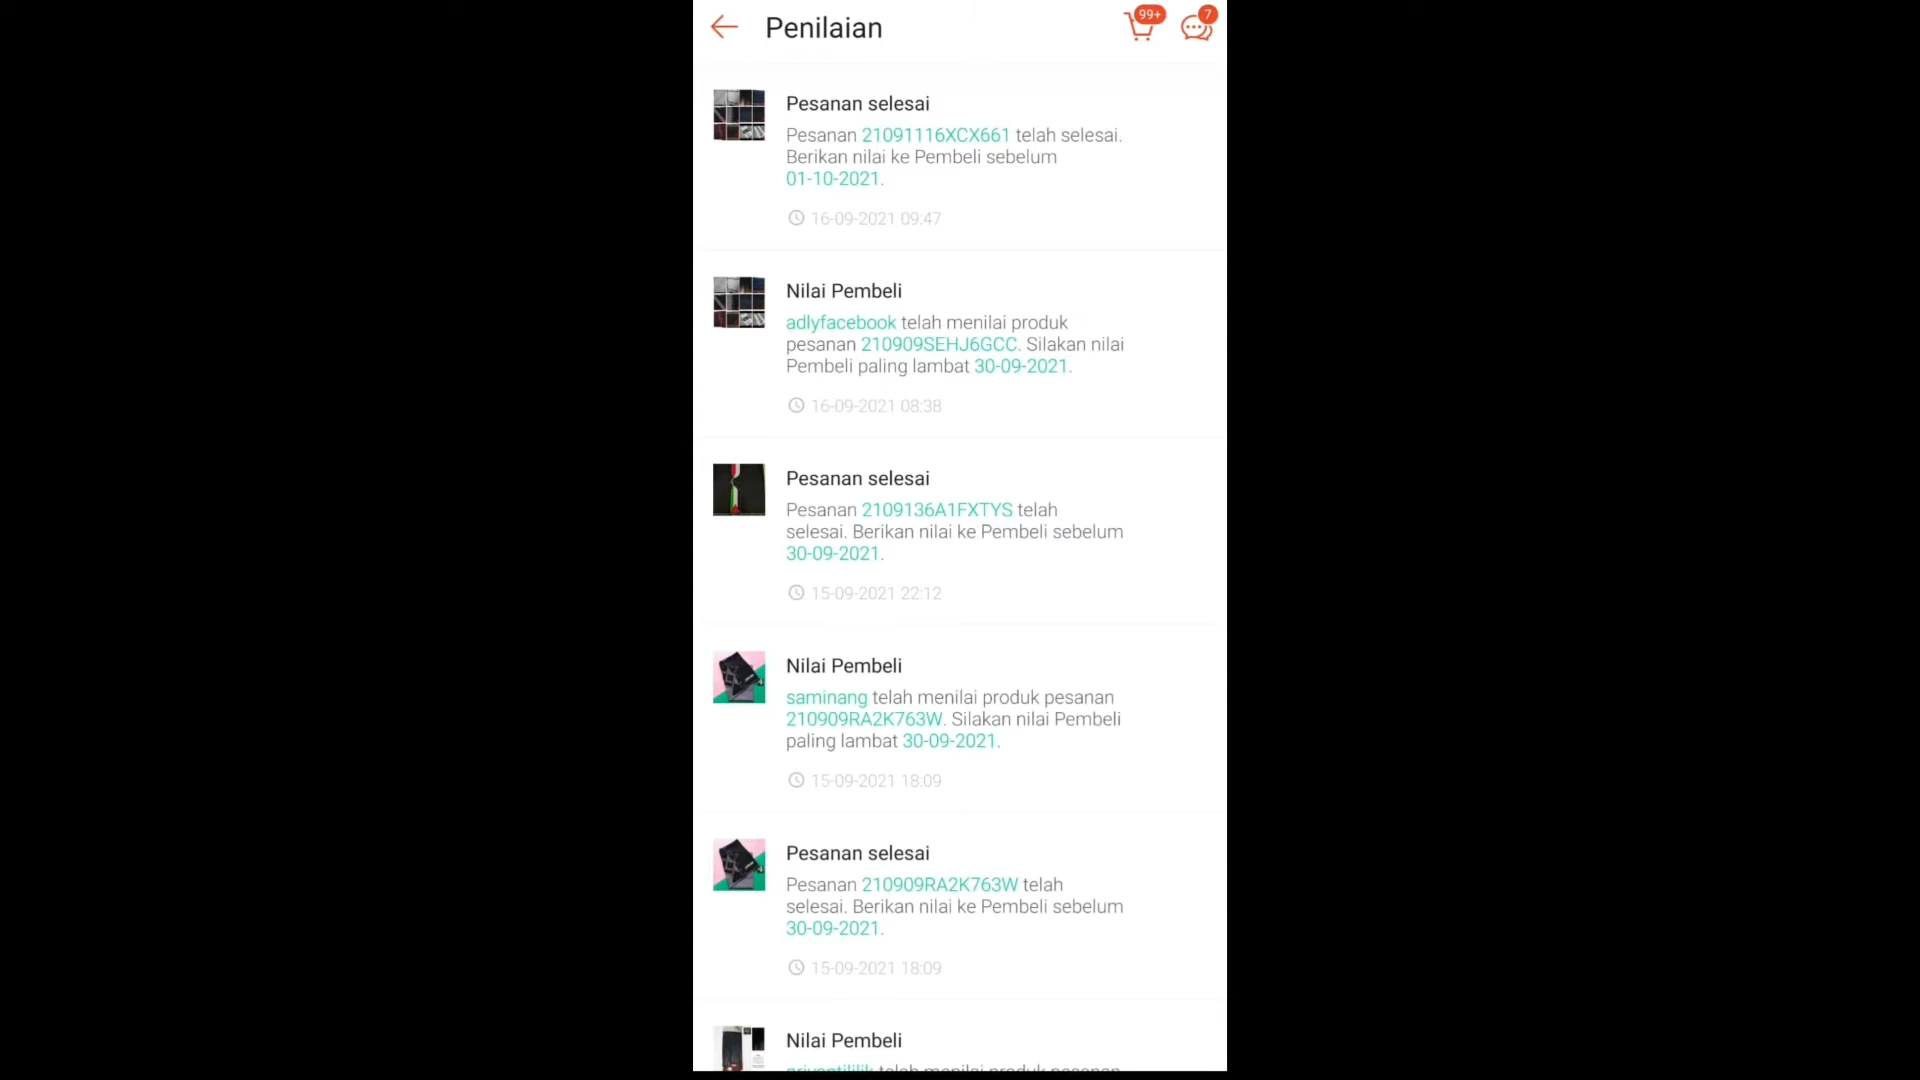 Penilaian
99+
7
Pesanan selesai
Pesanan 21091116XCX661 telah selesai.
Berikan nilai ke Pembeli sebelum
01-10-2021.
16-09-2021 09:47
Nilai Pembeli
adlyfacebook telah menilai produk
pesanan 210909SEHJ6GCC. Silakan nilai
Pembeli paling lambat 30-09-2021.
16-09-2021 08:38
Pesanan selesai
Pesanan 2109136A1FXTYS telah
selesai. Berikan nilai ke Pembeli sebelum
30-09-2021.
15-09-2021 22:12
Nilai Pembeli
saminang telah menilai produk pesanan
210909RA2K763W. Silakan nilai Pembeli
paling lambat 30-09-2021.
15-09-2021 18:09
Pesanan selesai
Pesanan 210909RA2K763W telah
selesai. Berikan nilai ke Pembeli sebelum
30-09-2021.
15-09-2021 18:09
Nilai Pembeli
telah menilai produk pesanan